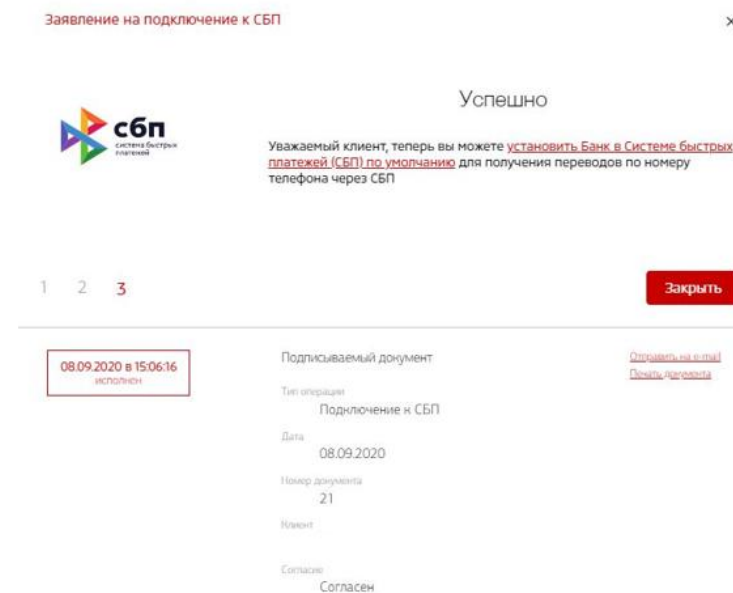 Заявление на подключение к СБП
сбп
система быстрых
платежей
Успешно
Уважаемый клиент, теперь вы можете установить Банк в Системе быстрых
платежей (СБП) по умолчанию для получения переводов по номеру
телефона через СБП
1 2 3
Закрыть
08.09.2020 в 15:06:16
исполнен
Подписываемый документ
Отправить на e-mail
Печать документа
Тип операции
Подключение к СБП
Дата
08.09.2020
Номер документа
21
Клиент
Согласие
Согласен